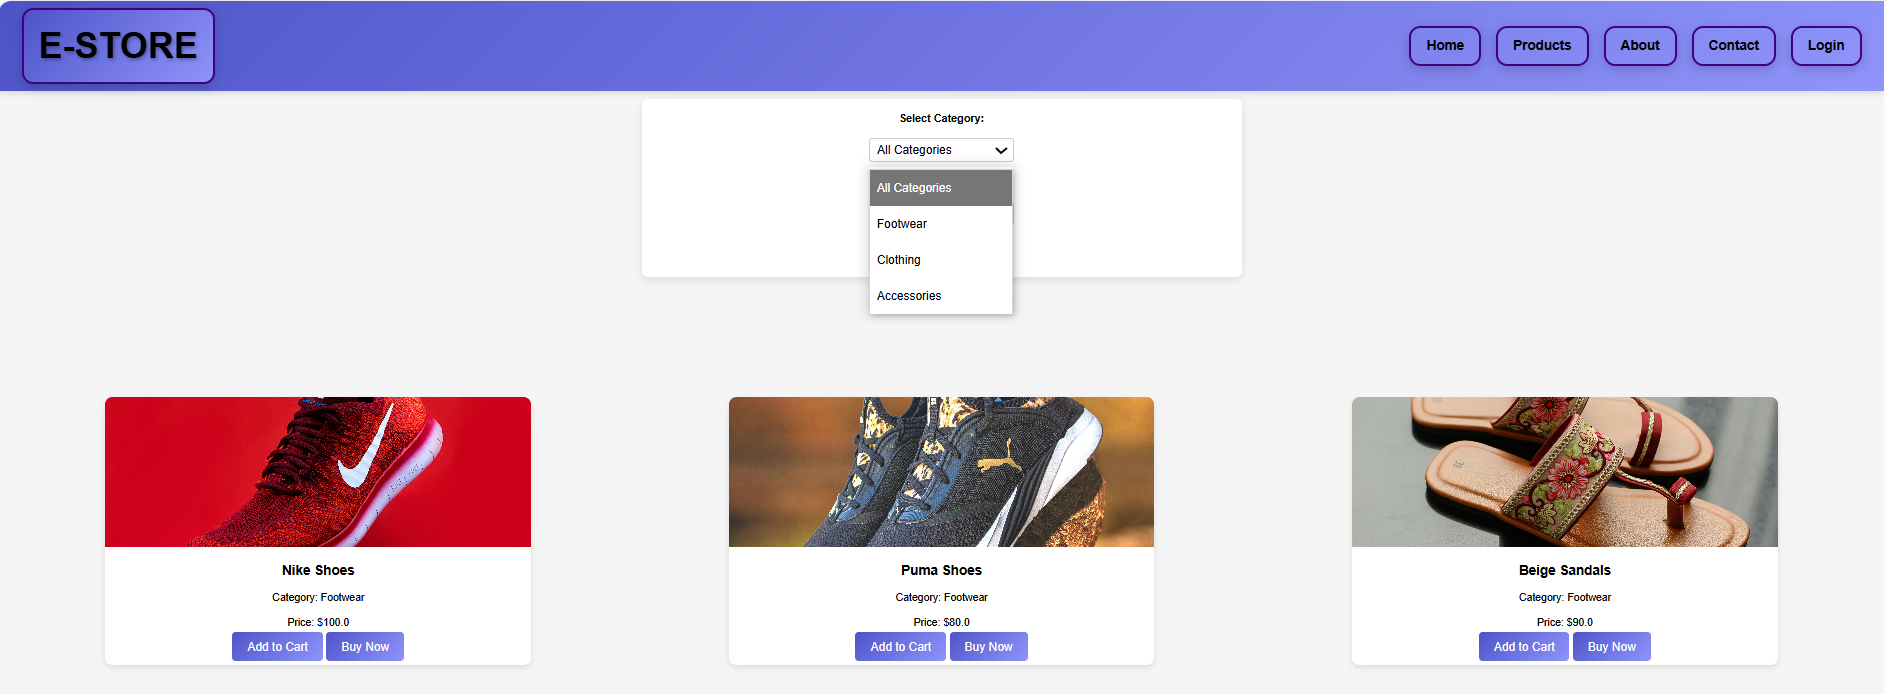 E-STORE
Home Products About Contact Login
Select Category:
All Categories
All Categories
Footwear
Clothing
Accessories
Nike Shoes
Category: Footwear
Price: $100.0
Add to Cart Buy Now
Puma Shoes
Category: Footwear
Price: $80.0
Add to Cart Buy Now
Beige Sandals
Category: Footwear
Price: $90.0
Add to Cart Buy Now